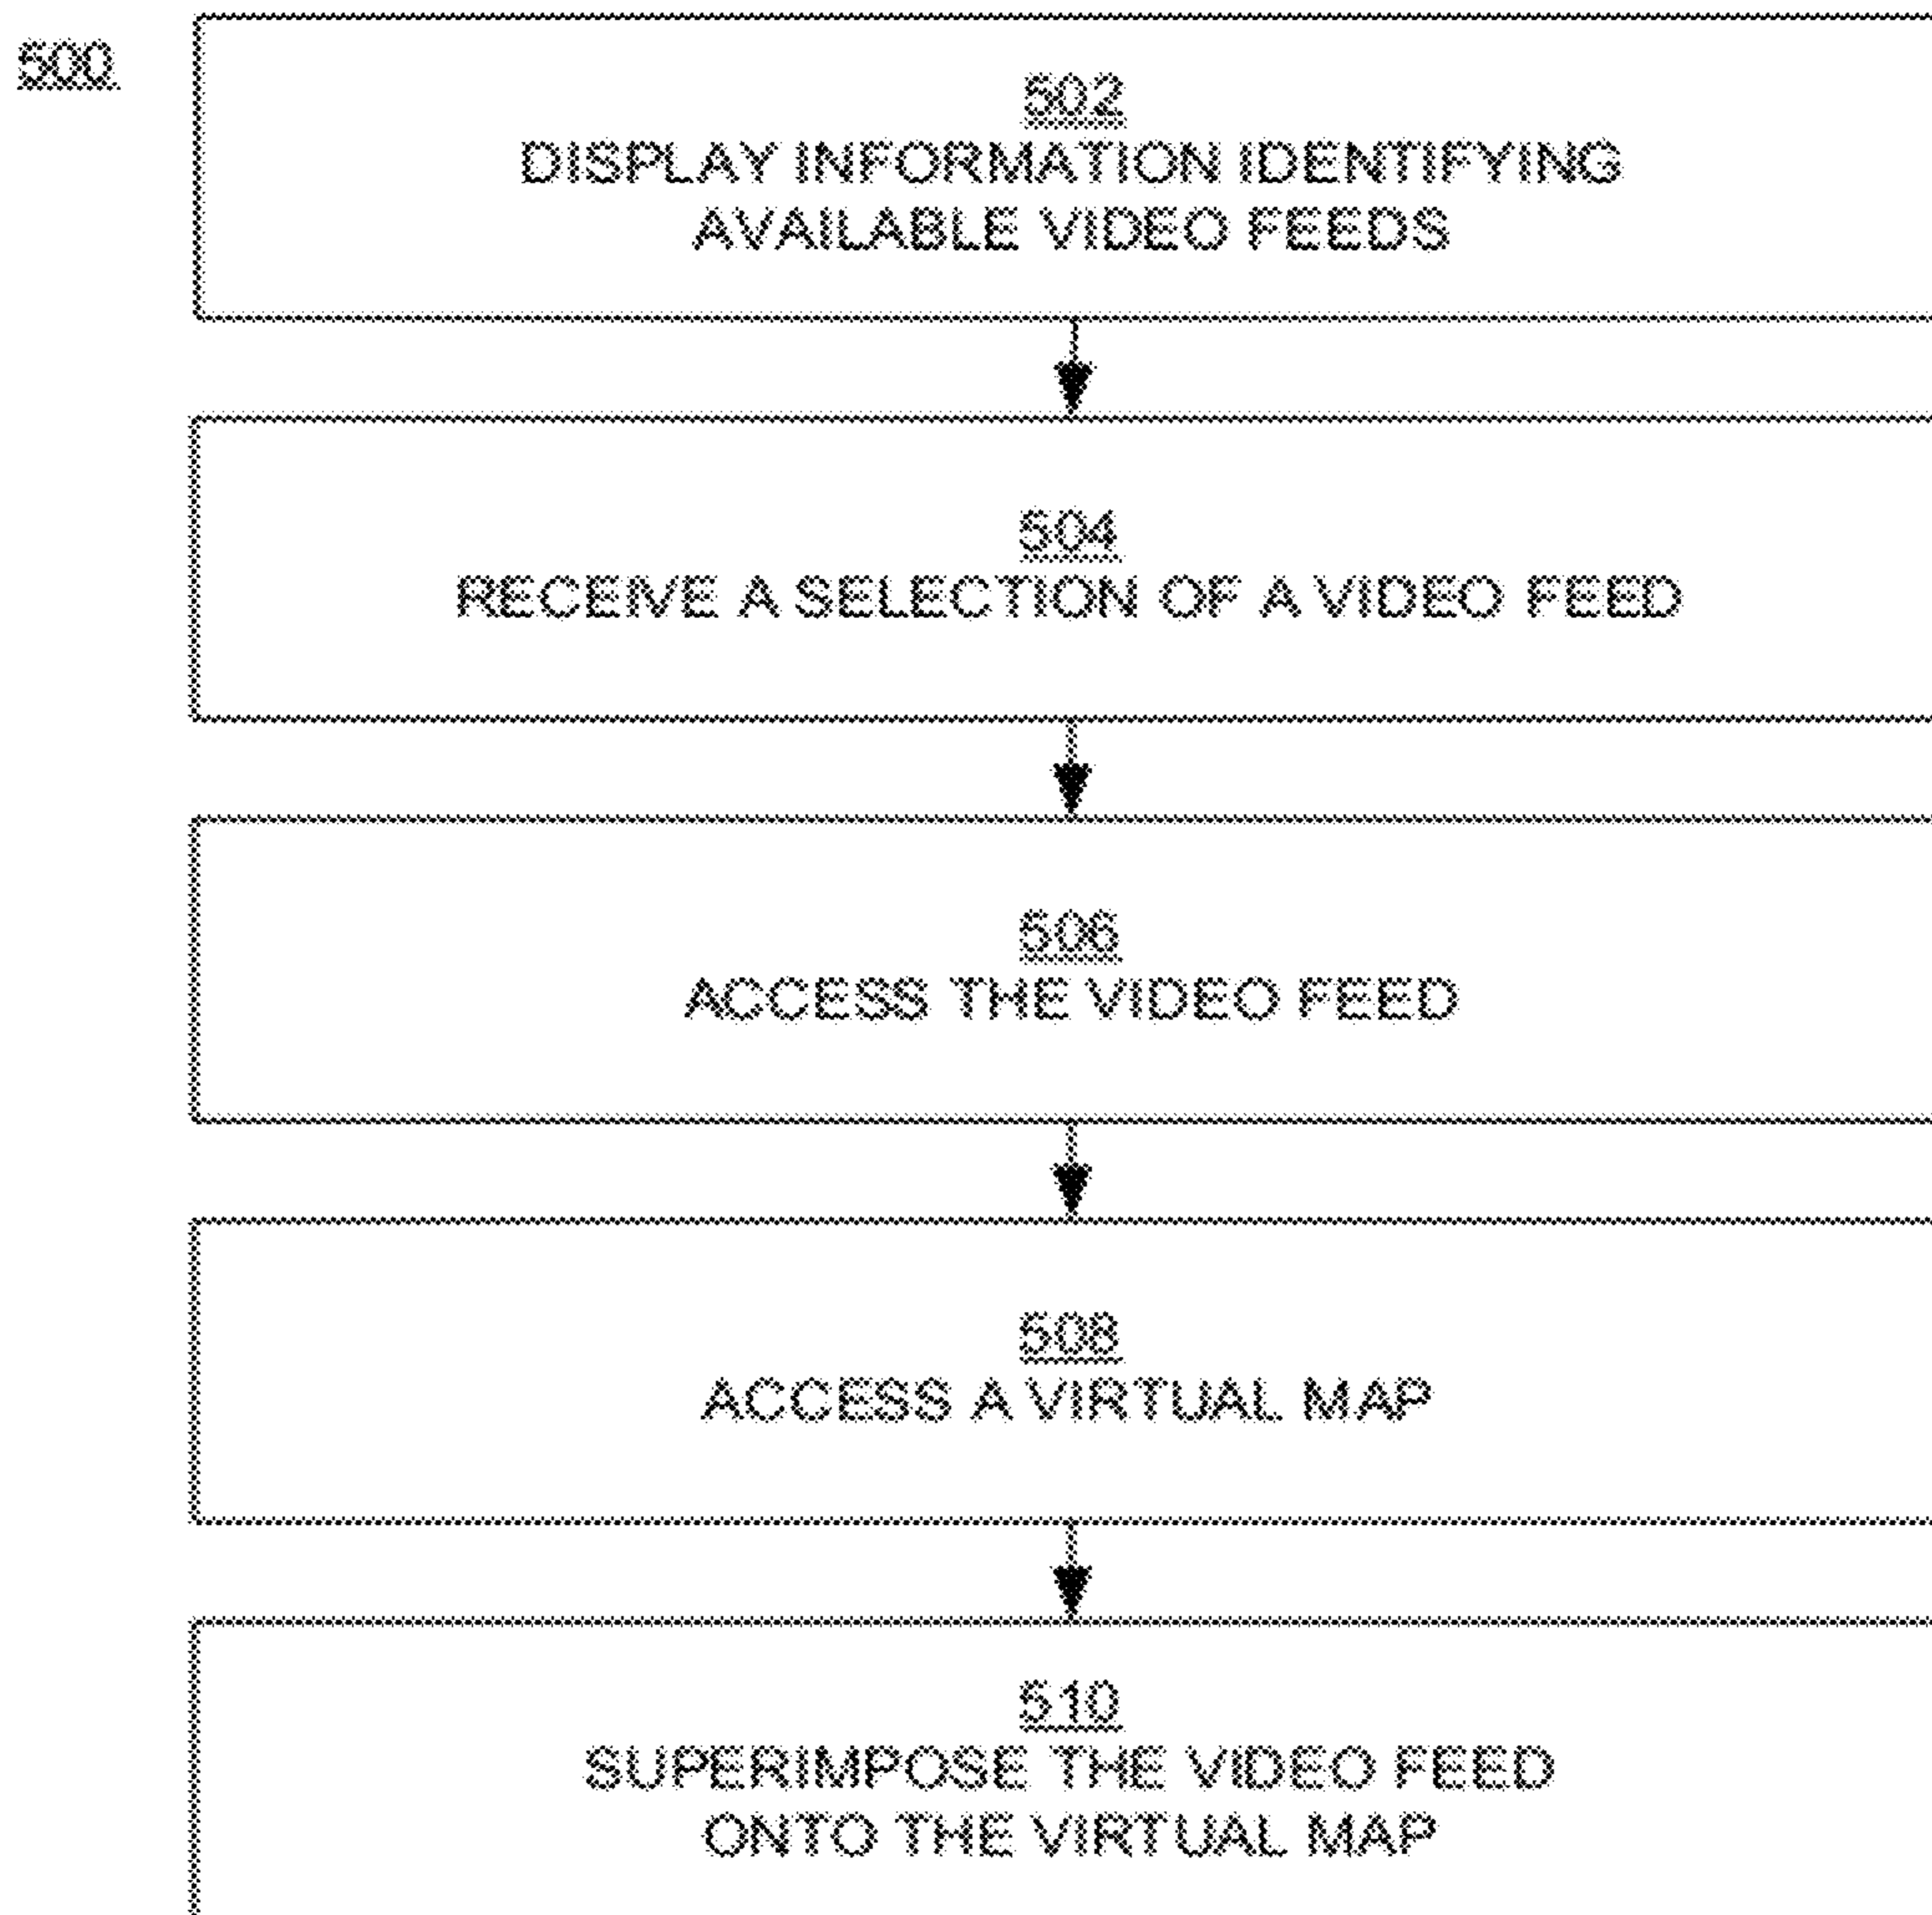 500
502
DISPLAY INFORMATION IDENTIFYING
AVAILABLE VIDEO FEEDS
504
RECEIVE A SELECTION OF A VIDEO FEED
506
ACCESS THE VIDEO FEED
508
ACCESS A VIRTUAL MAP
510
SUPERIMPOSE THE VIDEO FEED
ONTO THE VIRTUAL MAP